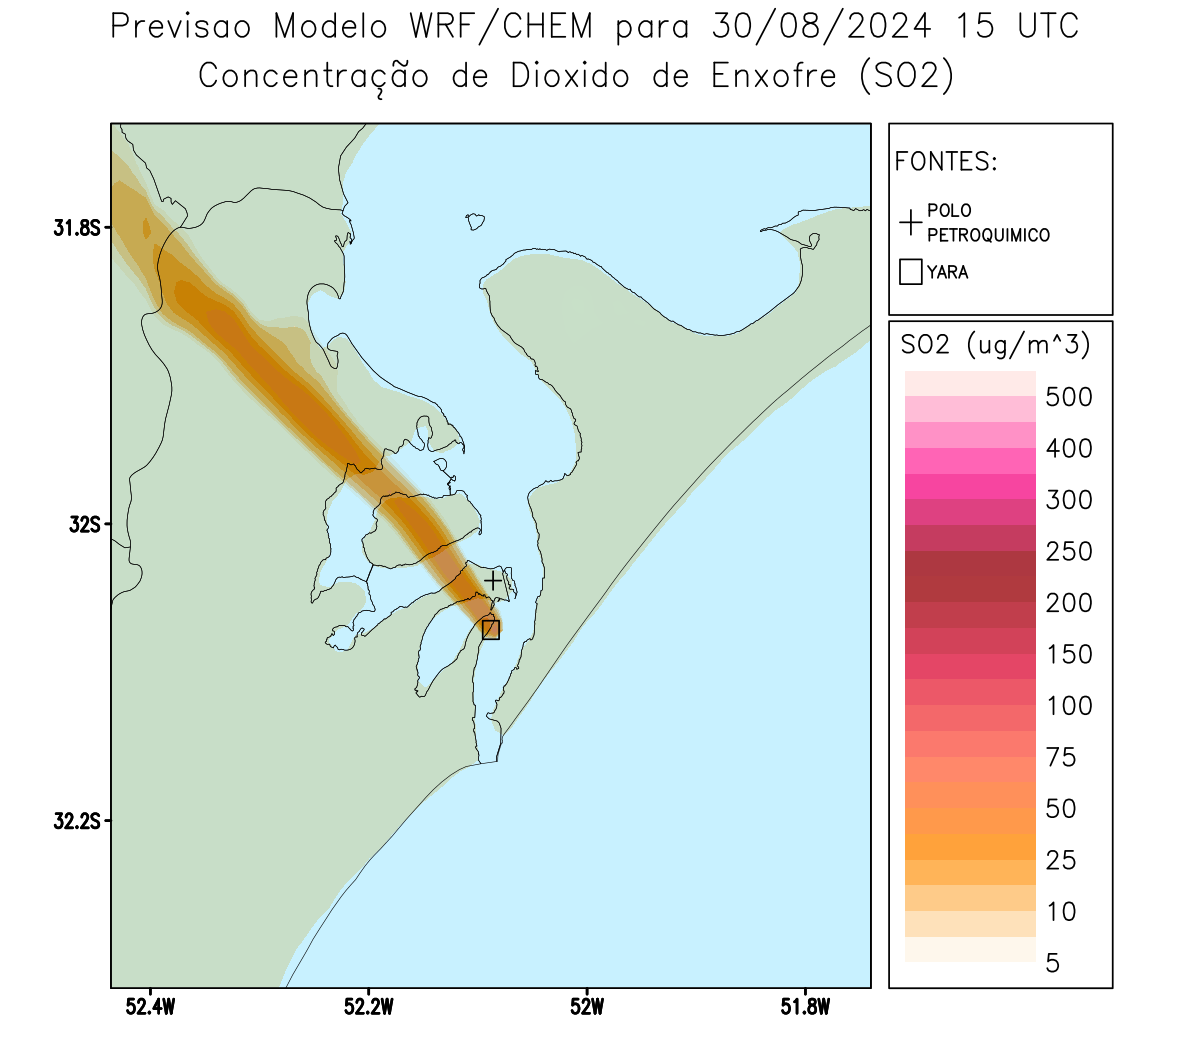 Previsao Modelo WRF/CHEM para 30/08/2024 15 UTC
Concentração de Dioxido de Enxofre (SO2)
FONTES:
POLO
PETROQUIMICO
YARA
31.8S
32S
32.2S
52.4W
52.2W
52W
51.8W
SO2 (ug/m^3)
500
400
300
250
200
150
100
75
50
25
10
5